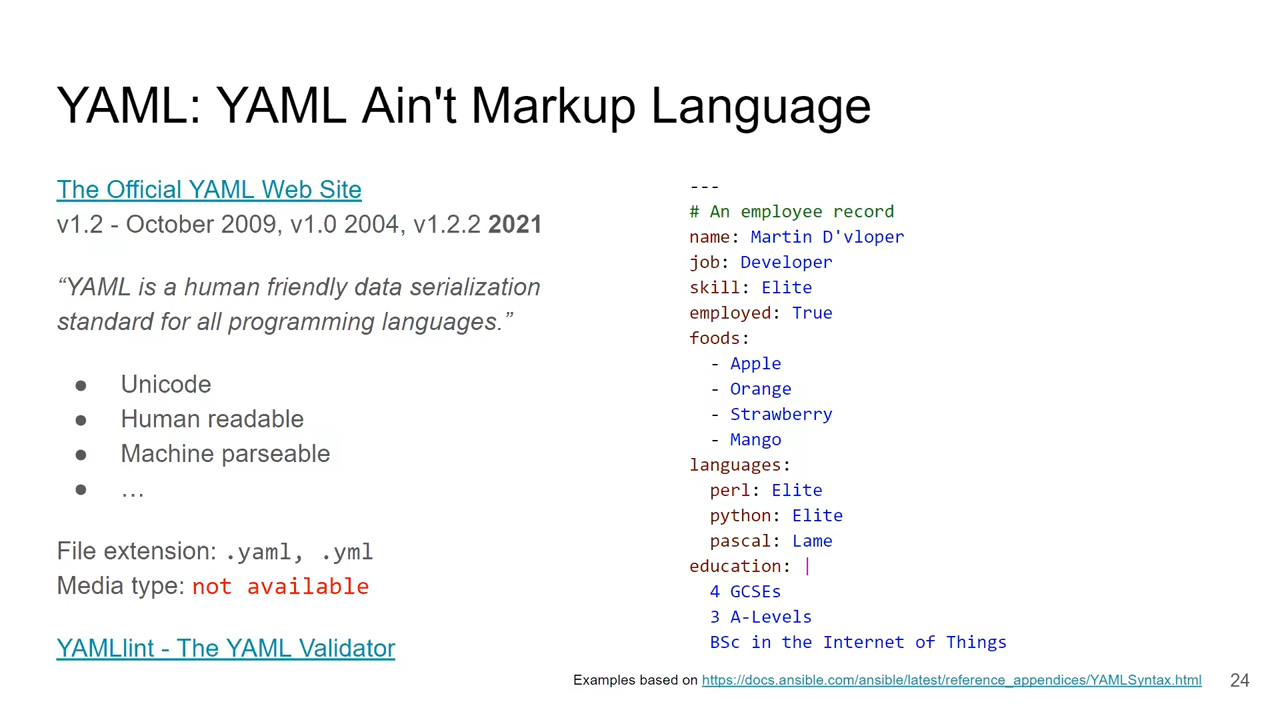 YAML: YAML Ain't Markup Language
The Official YAML Web Site
v1.2 - October 2009, v1.0 2004, v1.2.2 2021
“YAML is a human friendly data serialization
standard for all programming languages.”
● Unicode
● Human readable
● Machine parseable
● …
File extension: .yaml, .yml
Media type: not available
YAMLlint - The YAML Validator
---
# An employee record
name: Martin D'vloper
job: Developer
skill: Elite
employed: True
foods:
  - Apple
  - Orange
  - Strawberry
  - Mango
languages:
  perl: Elite
  python: Elite
  pascal: Lame
education: |
  4 GCSEs
  3 A-Levels
  BSc in the Internet of Things
Examples based on https://docs.ansible.com/ansible/latest/reference_appendices/YAMLSyntax.html
24